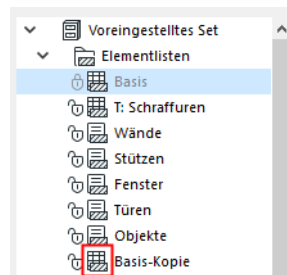 Voreingestelltes Set
Elementlisten
Basis
T: Schraffuren
Wände
Stützen
Fenster
Türen
Objekte
Basis-Kopie